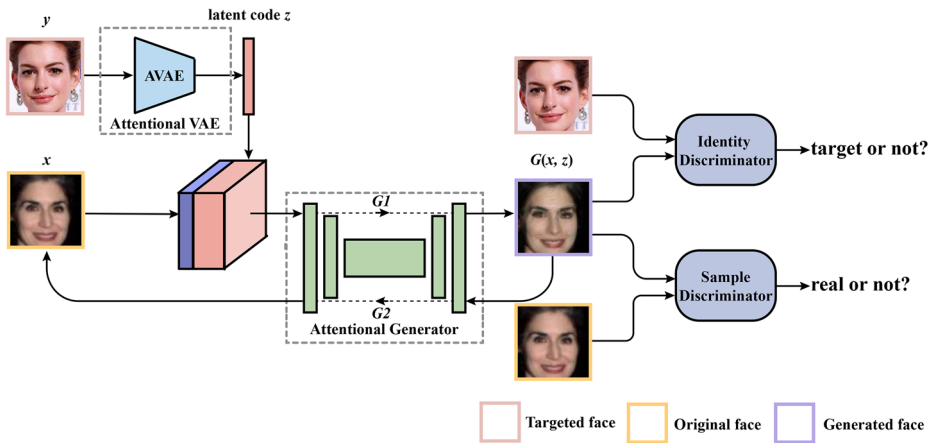 y
latent code z
AVAE
Attentional VAE
x
G1
G2
Attentional Generator
G(x, z)
Identity
Discriminator
target or not?
Sample
Discriminator
real or not?
Targeted face
Original face
Generated face